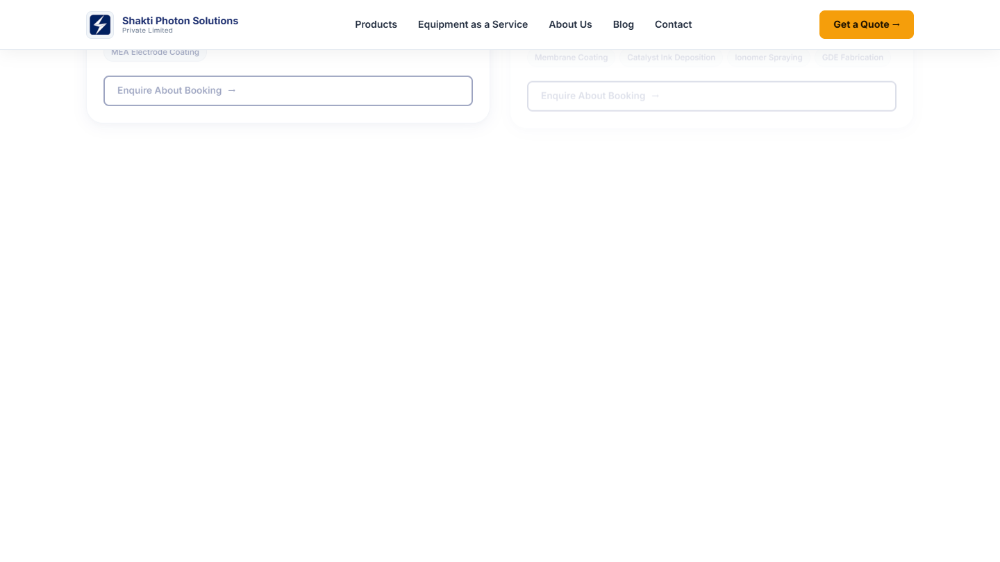 Shakti Photon Solutions
Private Limited
Products
Equipment as a Service
About Us
Blog
Contact
Get a Quote →
MEA Electrode Coating
Enquire About Booking →
Membrane Coating
Catalyst Ink Deposition
Ionomer Spraying
GDE Fabrication
Enquire About Booking →